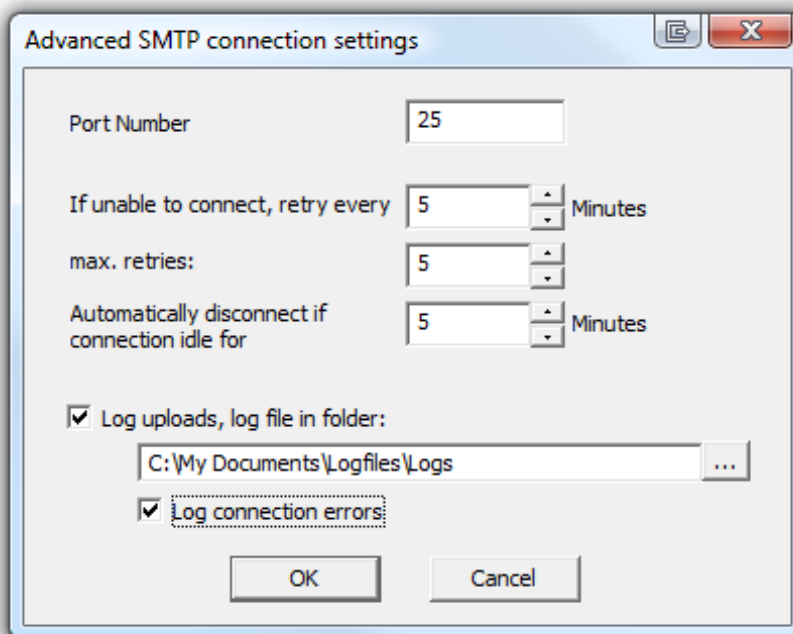 Advanced SMTP connection settings
Port Number 25
If unable to connect, retry every 5 Minutes
max. retries: 5
Automatically disconnect if
connection idle for 5 Minutes
Log uploads, log file in folder:
C:\My Documents\Logfiles\Logs ...
Log connection errors
OK Cancel